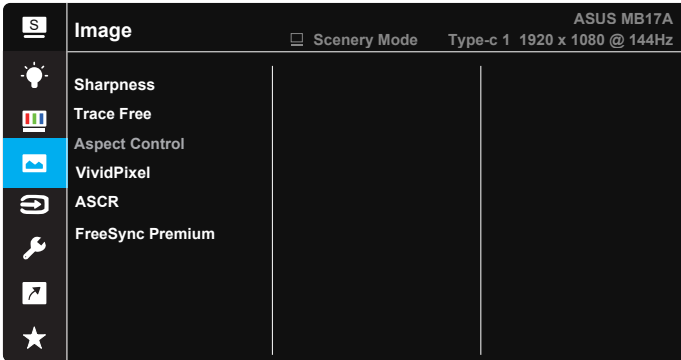 S
Image
ASUS MB17A
Scenery Mode
Type-c 1 1920 x 1080 @ 144Hz
Sharpness
Trace Free
Aspect Control
VividPixel
ASCR
FreeSync Premium